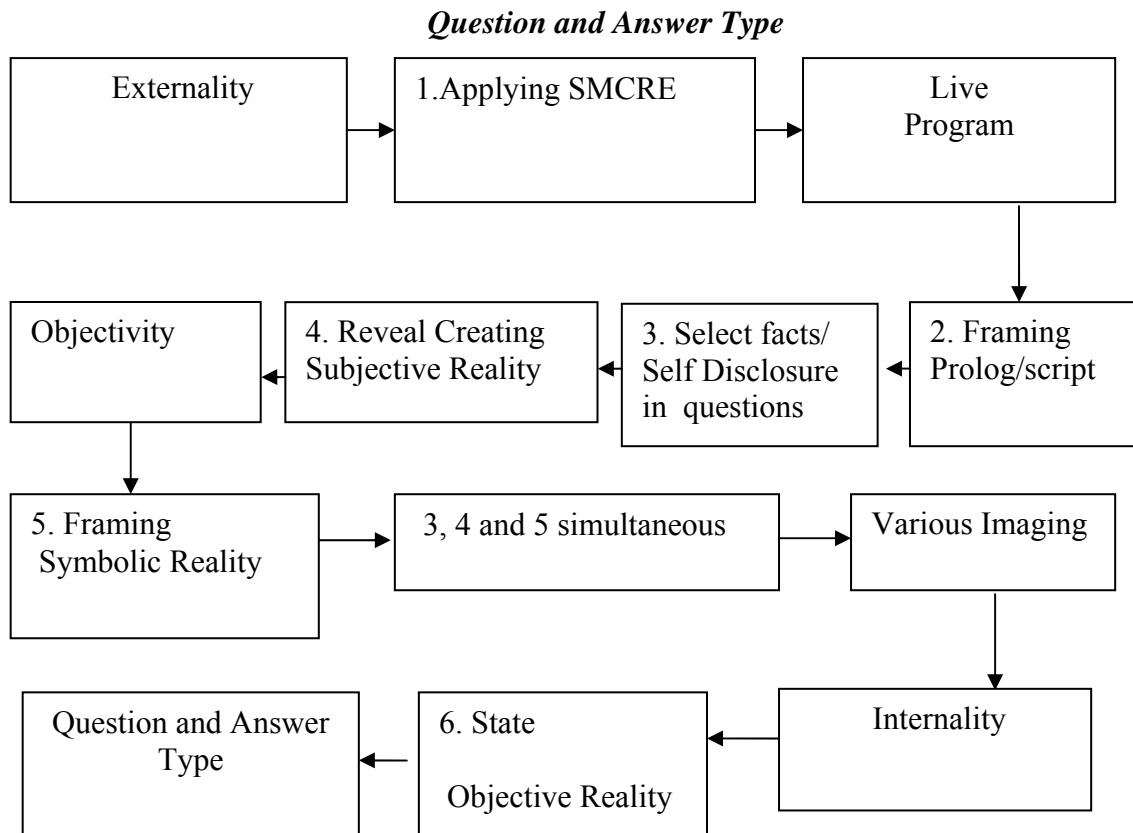 Question and Answer Type
Externality
1.Applying SMCRE
Live
Program
Objectivity
4. Reveal Creating
Subjective Reality
3. Select facts/
Self Disclosure
in questions
2. Framing
Prolog/script
5. Framing
Symbolic Reality
3, 4 and 5 simultaneous
Various Imaging
Question and Answer
Type
6. State
Objective Reality
Internality